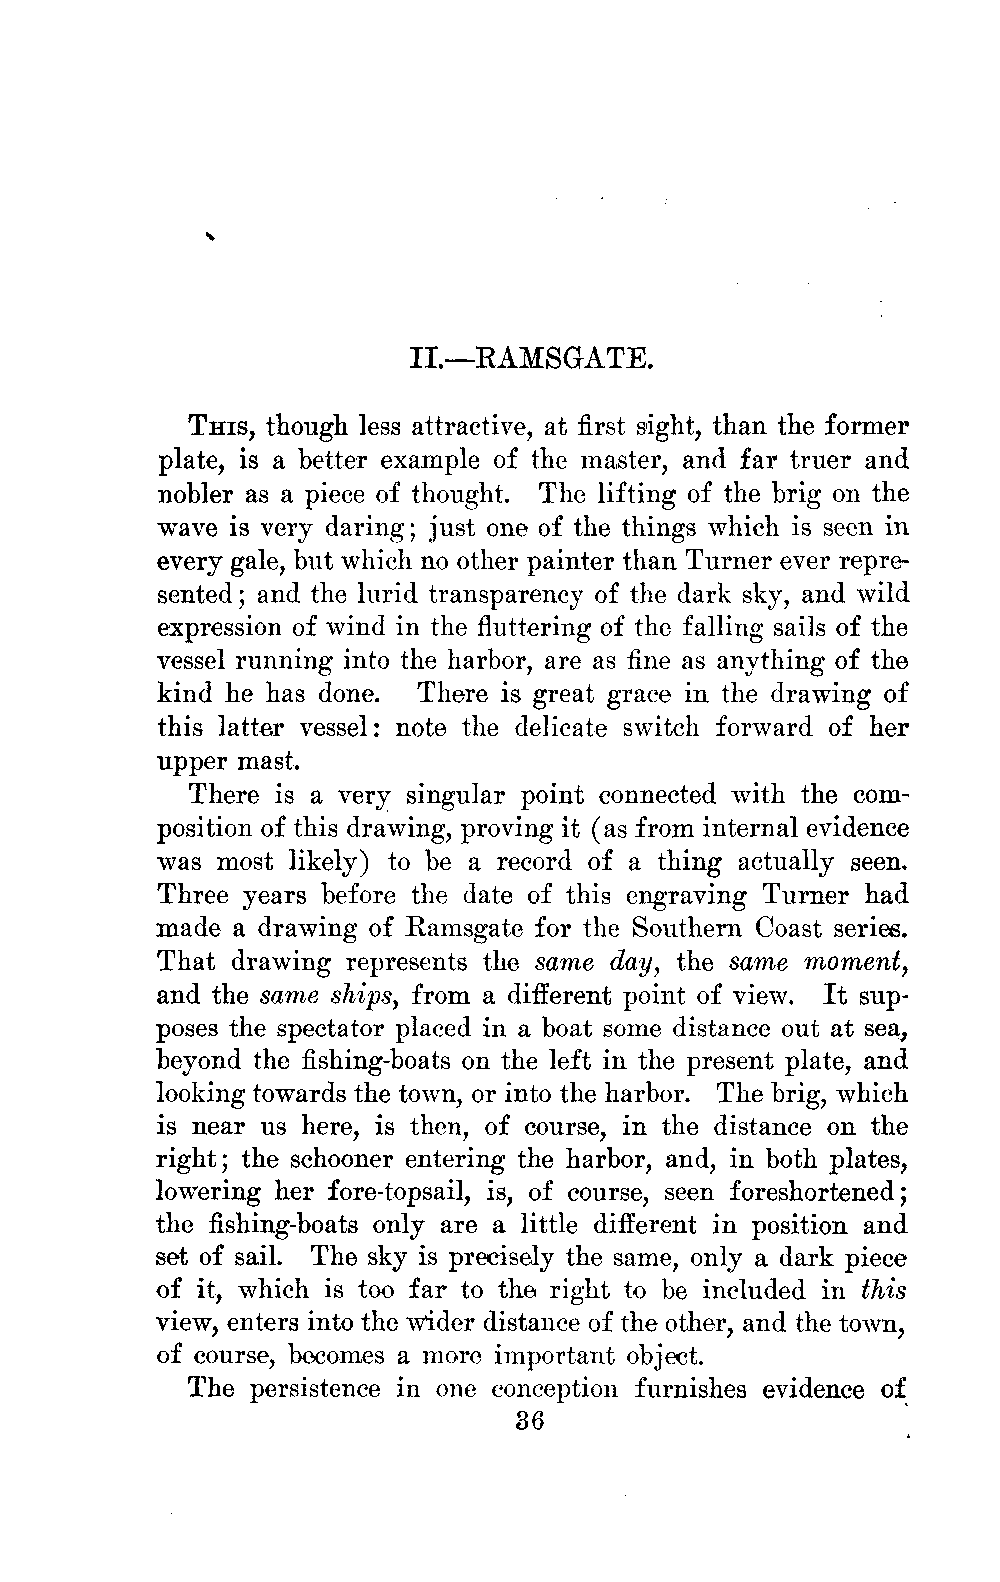 II.—RAMSGATE.
THIS, though less attractive, at first sight, than the former
plate, is a better example of the master, and far truer and
nobler as a piece of thought. The lifting of the brig on the
wave is very daring; just one of the things which is seen in
every gale, but which no other painter than Turner ever repre-
sented; and the lurid transparency of the dark sky, and wild
expression of wind in the fluttering of the falling sails of the
vessel running into the harbor, are as fine as anything of the
kind he has done. There is great grace in the drawing of
this latter vessel: note the delicate switch forward of her
upper mast.
There is a very singular point connected with the com-
position of this drawing, proving it (as from internal evidence
was most likely) to be a record of a thing actually seen.
Three years before the date of this engraving Turner had
made a drawing of Ramsgate for the Southern Coast series.
That drawing represents the same day, the same moment,
and the same ships, from a different point of view. It sup-
poses the spectator placed in a boat some distance out at sea,
beyond the fishing-boats on the left in the present plate, and
looking towards the town, or into the harbor. The brig, which
is near us here, is then, of course, in the distance on the
right; the schooner entering the harbor, and, in both plates,
lowering her fore-topsail, is, of course, seen foreshortened;
the fishing-boats only are a little different in position and
set of sail. The sky is precisely the same, only a dark piece
of it, which is too far to the right to be included in this
view, enters into the wider distance of the other, and the town,
of course, becomes a more important object.
The persistence in one conception furnishes evidence of
36